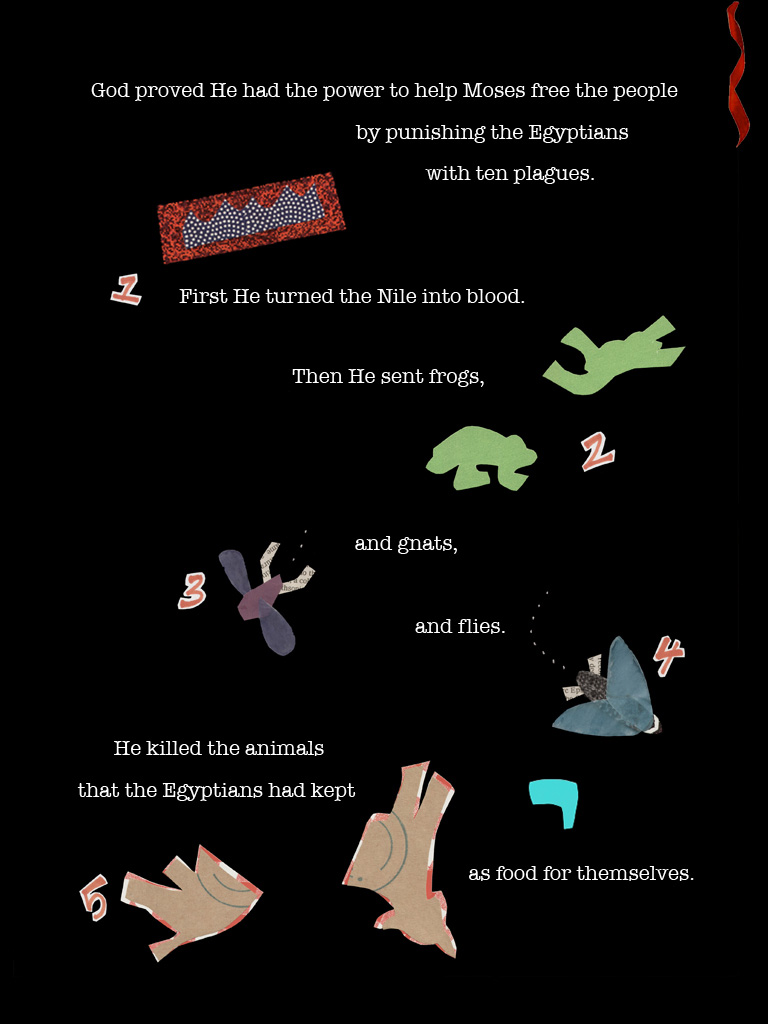 God proved He had the power to help Moses free the people
by punishing the Egyptians
with ten plagues.
1 First He turned the Nile into blood.
Then He sent frogs,
2
and gnats,
3
and flies.
4
He killed the animals
that the Egyptians had kept
as food for themselves.
5